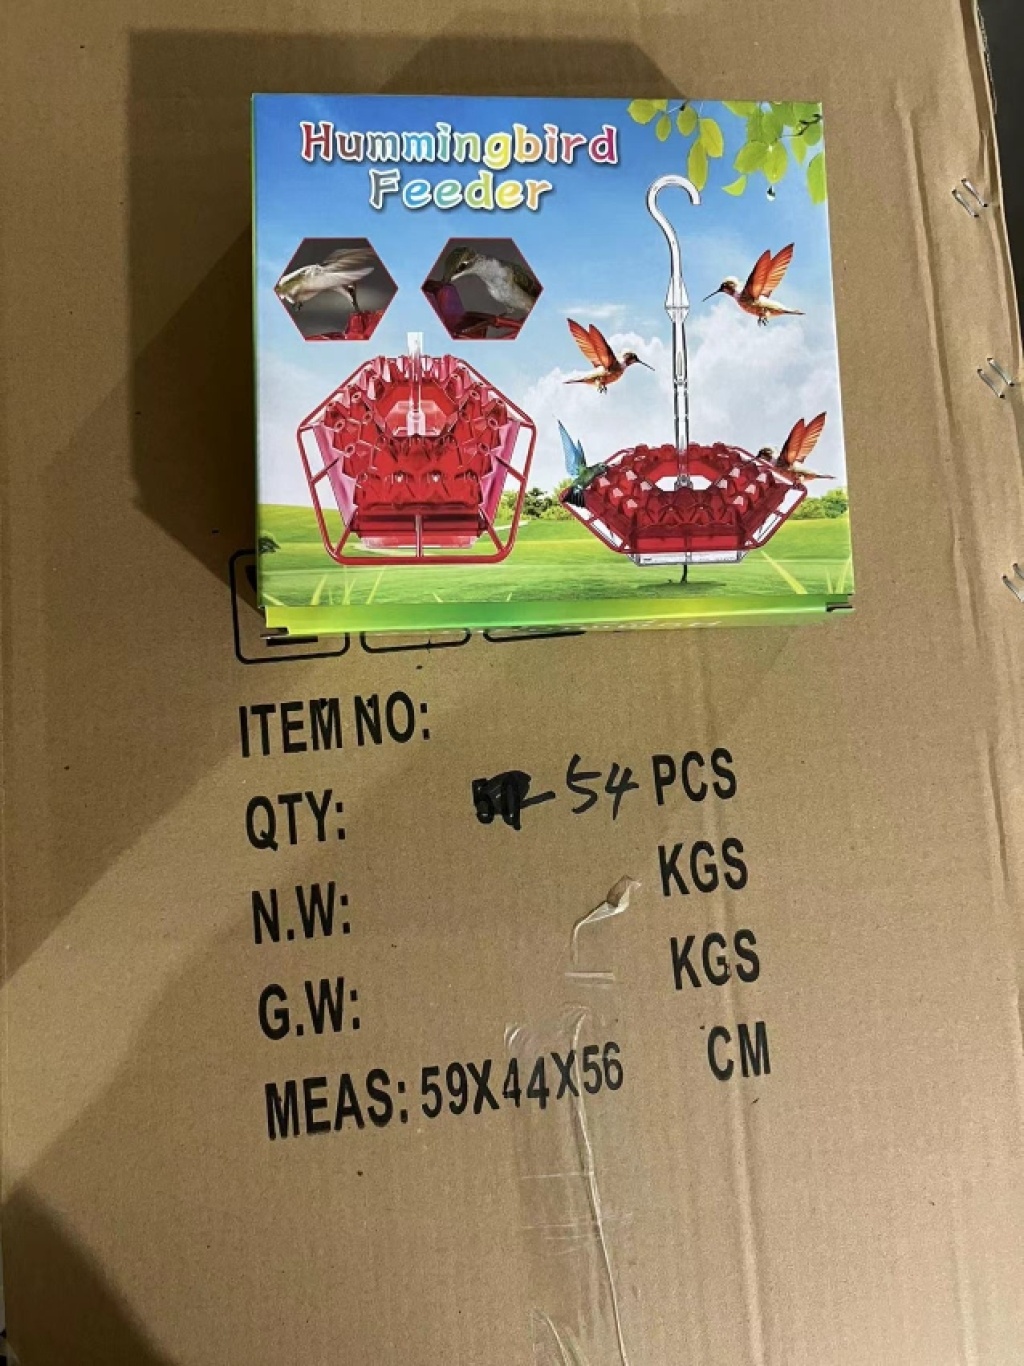 Hummingbird
Feeder
ITEM NO:
QTY: 54 PCS
N.W: KGS
G.W: KGS
MEAS: 59X44X56 CM